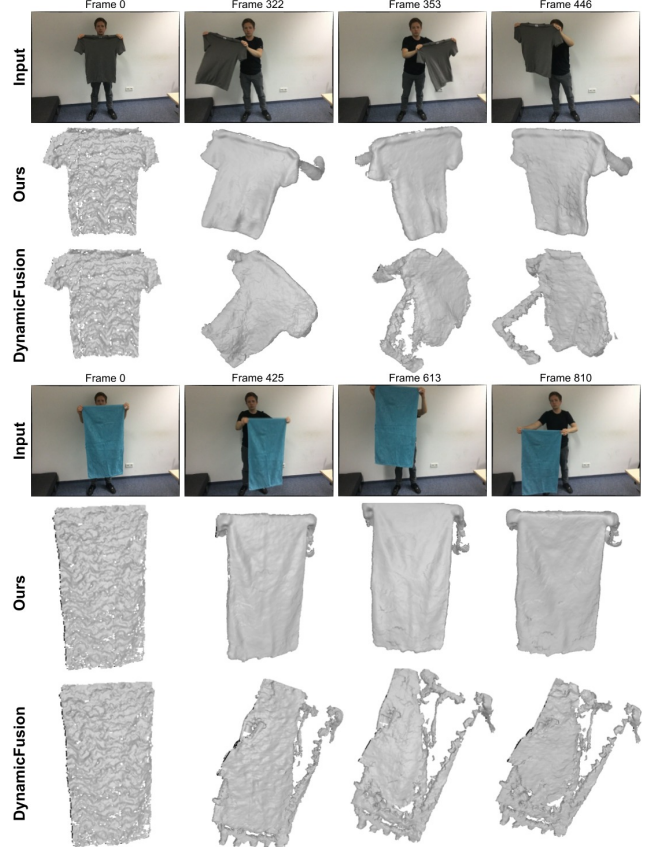 Frame 0 Frame 322 Frame 353 Frame 446
Input
Ours
DynamicFusion
Frame 0 Frame 425 Frame 613 Frame 810
Input
Ours
DynamicFusion